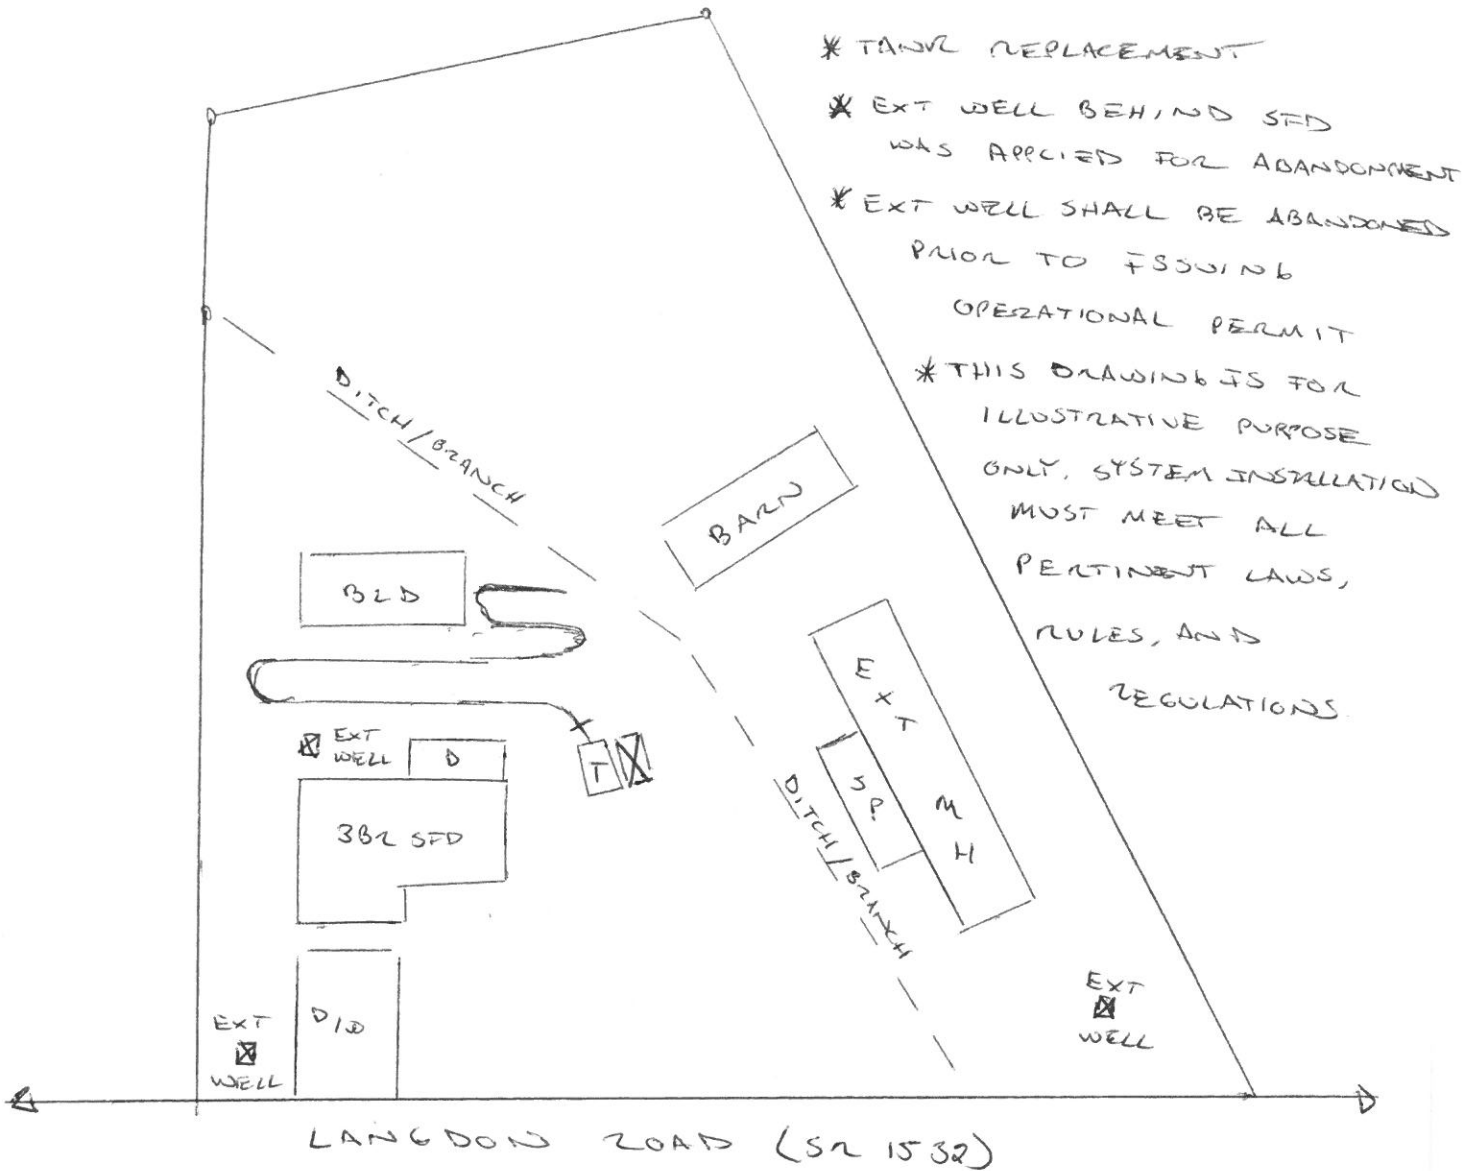 * TANK REPLACEMENT
* EXT WELL BEHIND SFD
WAS APPLIED FOR ABANDONMENT
* EXT WELL SHALL BE ABANDONED
PRIOR TO ISSUING
OPERATIONAL PERMIT
* THIS DRAWING IS FOR
ILLUSTRATIVE PURPOSE
ONLY. SYSTEM INSTALLATION
MUST MEET ALL
PERTINENT LAWS,
RULES, AND
REGULATIONS
DITCH/BRANCH
BARN
BLD
EXT
MH
S.P.
EXT
WELL
D
T
3BR SFD
DITCH/BRANCH
EXT
WELL
D/W
EXT
WELL
LANGDON ROAD (SR 1532)